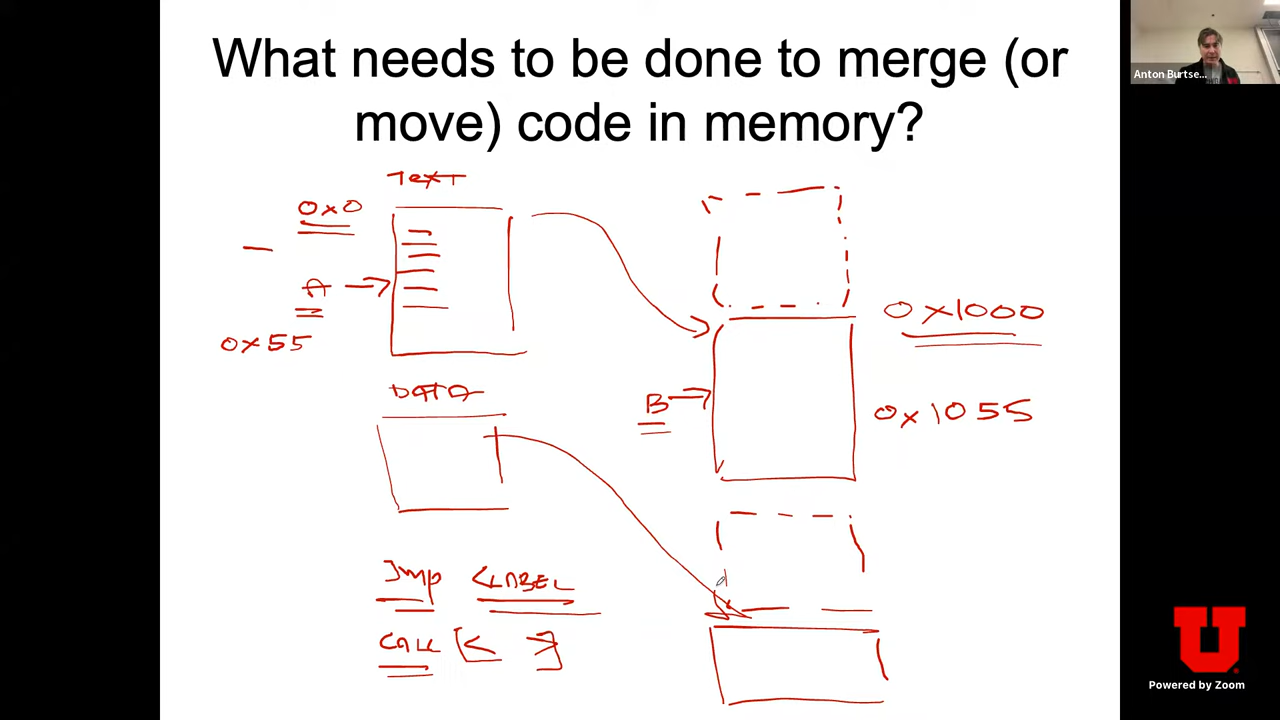 What needs to be done to merge (or
move) code in memory?
Anton Burtse...
Text
0x0
A
0x55
0x1000
B
0x1055
DATA
Jmp <LABEL
CALL [< >]
U
Powered by Zoom